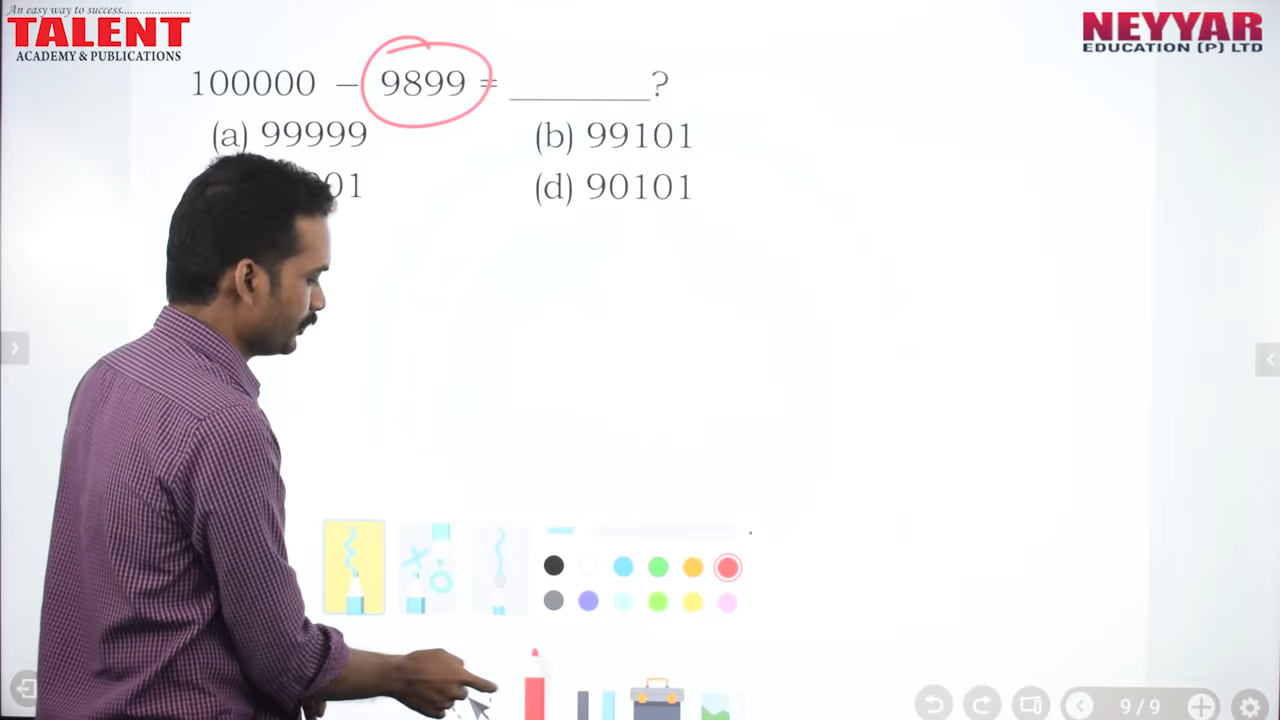 An easy way to success
TALENT
ACADEMY & PUBLICATIONS
NEYYAR
EDUCATION (P) LTD
100000 – 9899 = ________?
(a) 99999 (b) 99101
01 (d) 90101
9/9